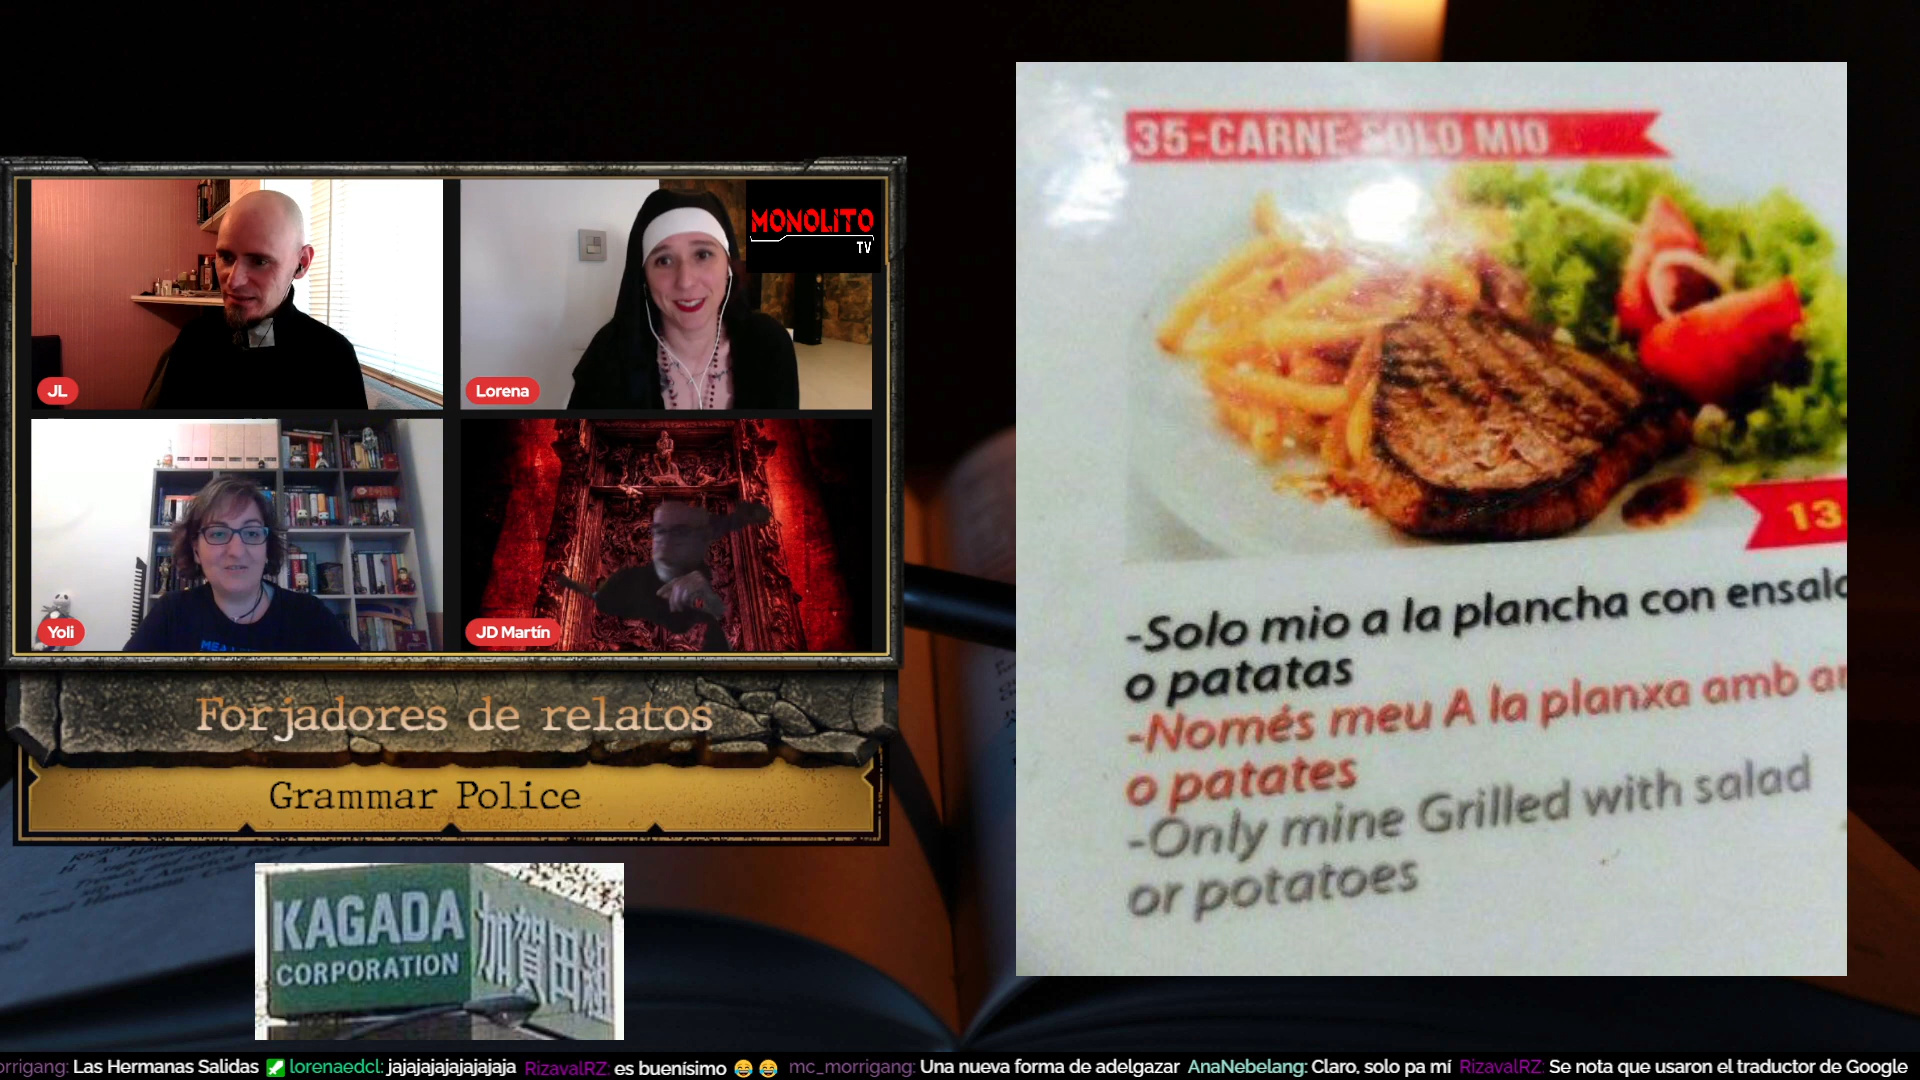 MONOLITO
TV
JL
Lorena
Yoli
JD Martín
Forjadores de relatos
Grammar Police
KAGADA
CORPORATION
加賀田組
35-CARNE SOLO MIO
13
-Solo mio a la plancha con
o patatas
-Només meu A la planxa amb
o patates
-Only mine Grilled with salad
or potatoes
Las Hermanas Salidas lorenaedcl: jajajajajajajaja RizavalRZ: es buenísimo 😂 😂 mc_morrigang: Una nueva forma de adelgazar AnaNebelang: Claro, solo pa mí RizavalRZ: Se nota que usaron el traductor de Google